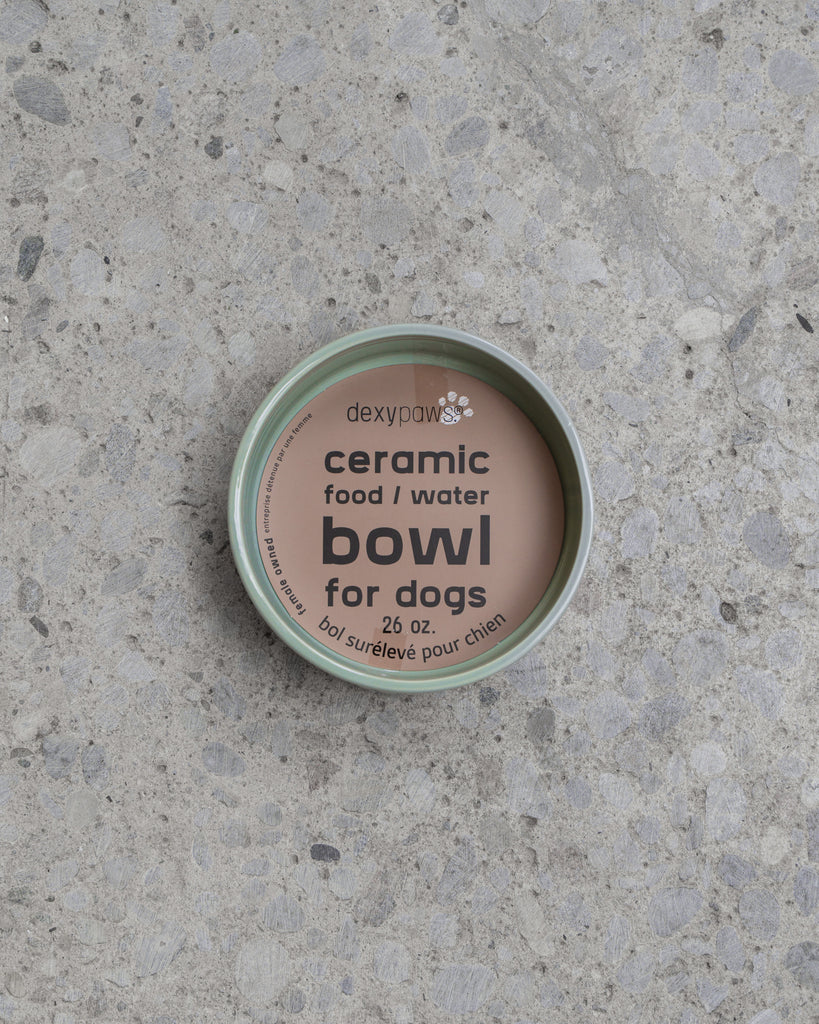 dexypaws®
ceramic
food / water
bowl
for dogs
26 oz.
bol surélevé pour chien
female owned entreprise détenue par une femme